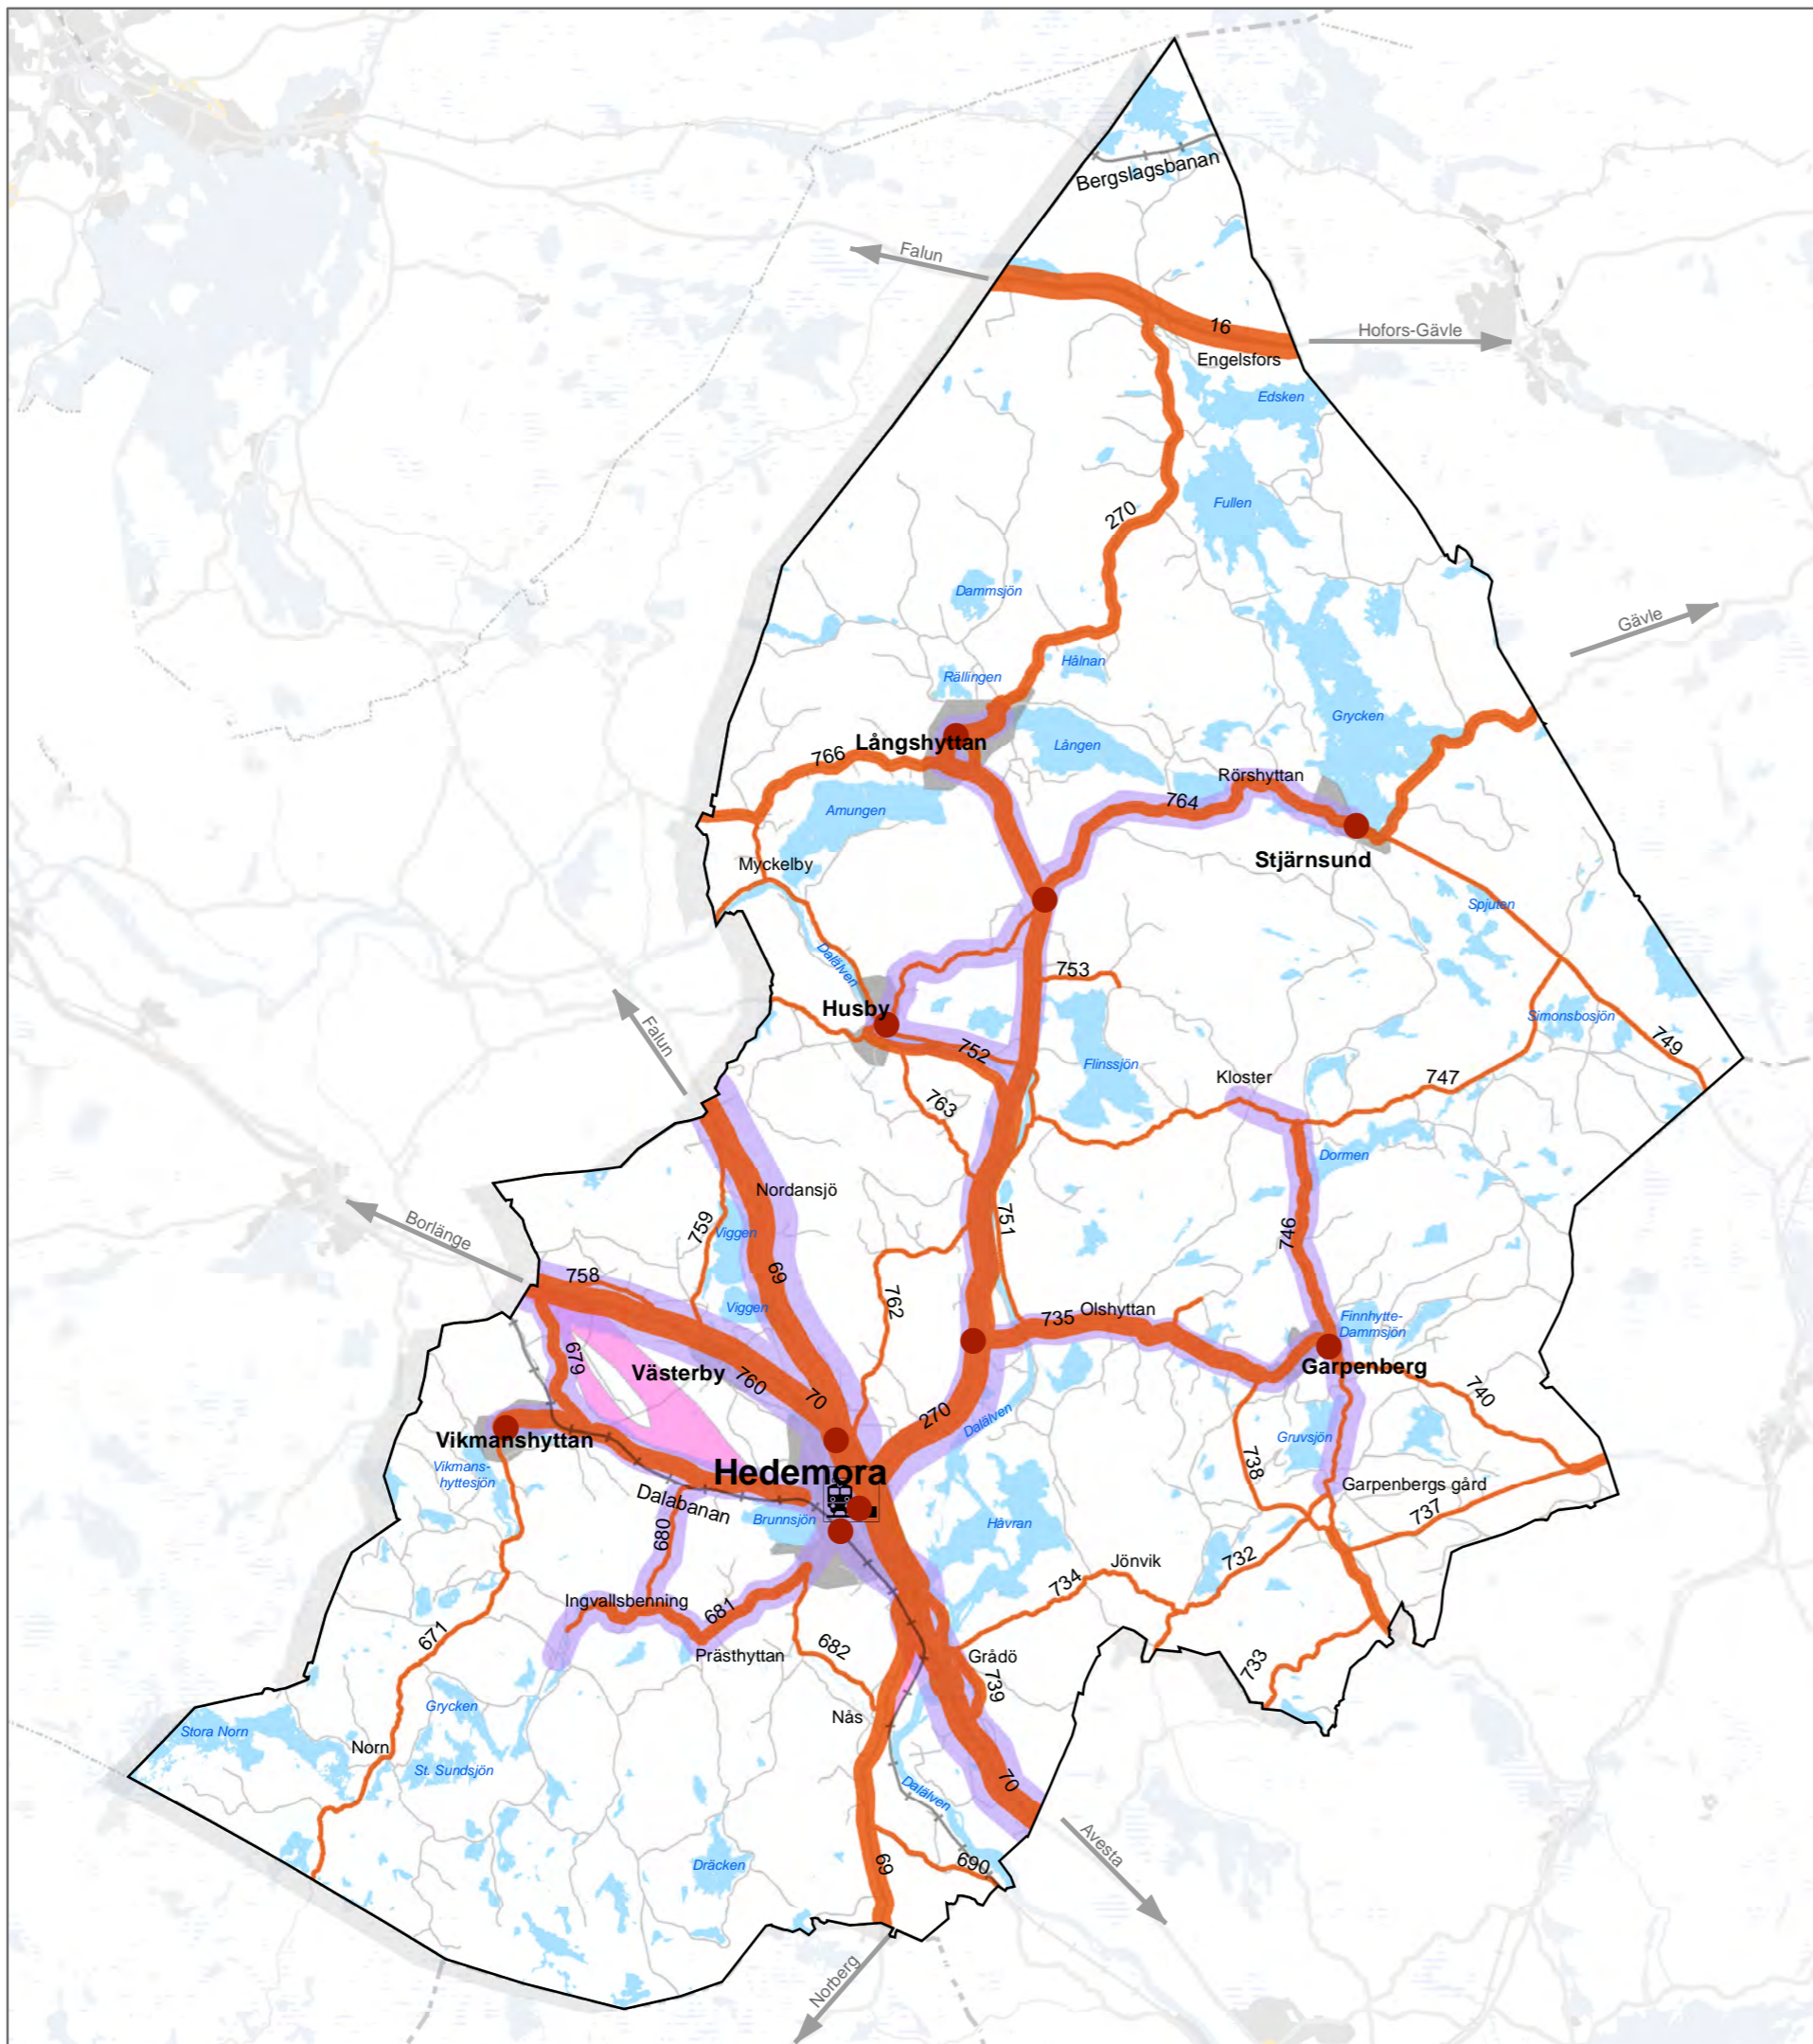 Bergslagsbanan
Falun
16
Hofors-Gävle
Engelsfors
Edsken
Fullen
270
Dammsjön
Gävle
Hålnan
Rällingen
Grycken
Långshyttan
Lången
766
Rörshyttan
764
Amungen
Stjärnsund
Myckelby
Spjuten
Dalälven
753
Husby
Simonsbosjön
Falun
752
Flinssjön
749
Kloster
747
763
Dormen
Nordansjö
Borlänge
759
Viggen
751
746
69
758
Viggen
762
735
Olshyttan
Finnhytte-
Dammsjön
679
Västerby
760
70
Garpenberg
740
270
Dalälven
Vikmanshyttan
Gruvsjön
738
Vikmans-
hyttesjön
Hedemora
Garpenbergs gård
Dalabanan
Brunnsjön
Håvran
737
680
Jönvik
732
734
Ingvallsbenning
681
671
Prästhyttan
682
Grådö
733
739
Grycken
Nås
Stora Norn
Norn
St. Sundsjön
70
Dalälven
Avesta
Dräcken
69
690
Norberg